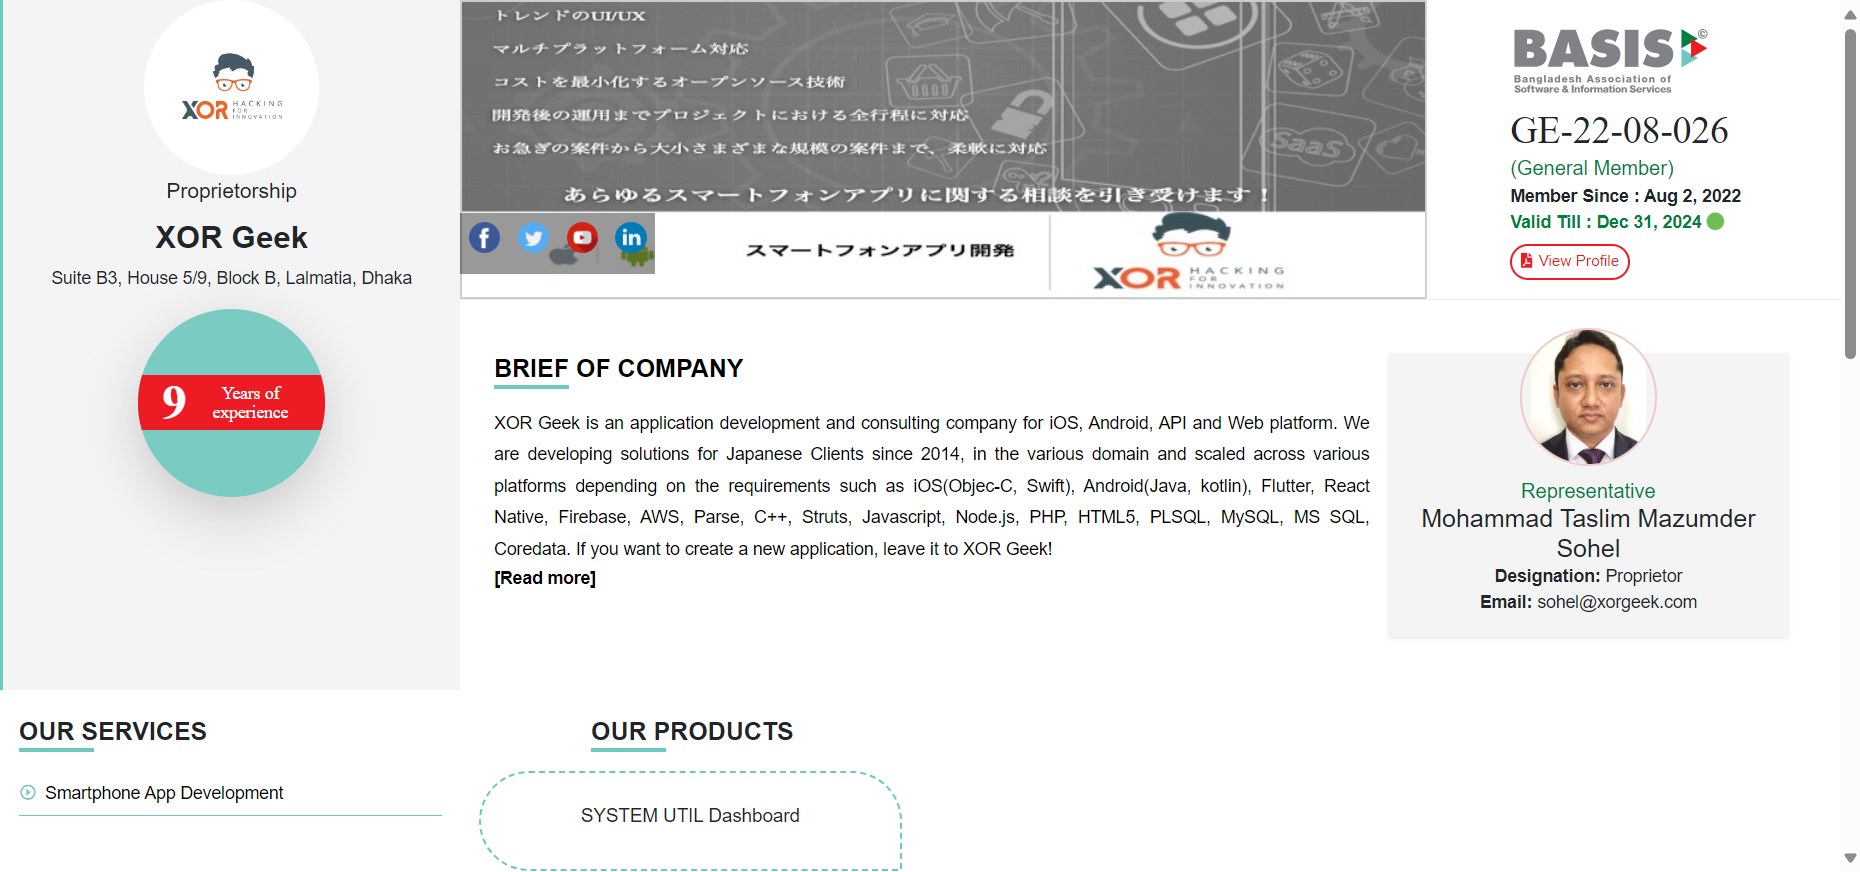 XOR HACKING FOR INNOVATION
Proprietorship
XOR Geek
Suite B3, House 5/9, Block B, Lalmatia, Dhaka
9 Years of experience
トレンドのUI/UX
マルチプラットフォーム対応
コストを最小化するオープンソース技術
開発後の運用までプロジェクトにおける全行程に対応
お急ぎの案件から大小さまざまな規模の案件まで、柔軟に対応
SaaS
あらゆるスマートフォンアプリに関する相談を引き受けます！
スマートフォンアプリ開発
XOR HACKING FOR INNOVATION
BASIS©
Bangladesh Association of
Software & Information Services
GE-22-08-026
(General Member)
Member Since : Aug 2, 2022
Valid Till : Dec 31, 2024
View Profile
BRIEF OF COMPANY
XOR Geek is an application development and consulting company for iOS, Android, API and Web platform. We
are developing solutions for Japanese Clients since 2014, in the various domain and scaled across various
platforms depending on the requirements such as iOS(Objec-C, Swift), Android(Java, kotlin), Flutter, React
Native, Firebase, AWS, Parse, C++, Struts, Javascript, Node.js, PHP, HTML5, PLSQL, MySQL, MS SQL,
Coredata. If you want to create a new application, leave it to XOR Geek!
[Read more]
Representative
Mohammad Taslim Mazumder
Sohel
Designation: Proprietor
Email: sohel@xorgeek.com
OUR SERVICES
Smartphone App Development
OUR PRODUCTS
SYSTEM UTIL Dashboard